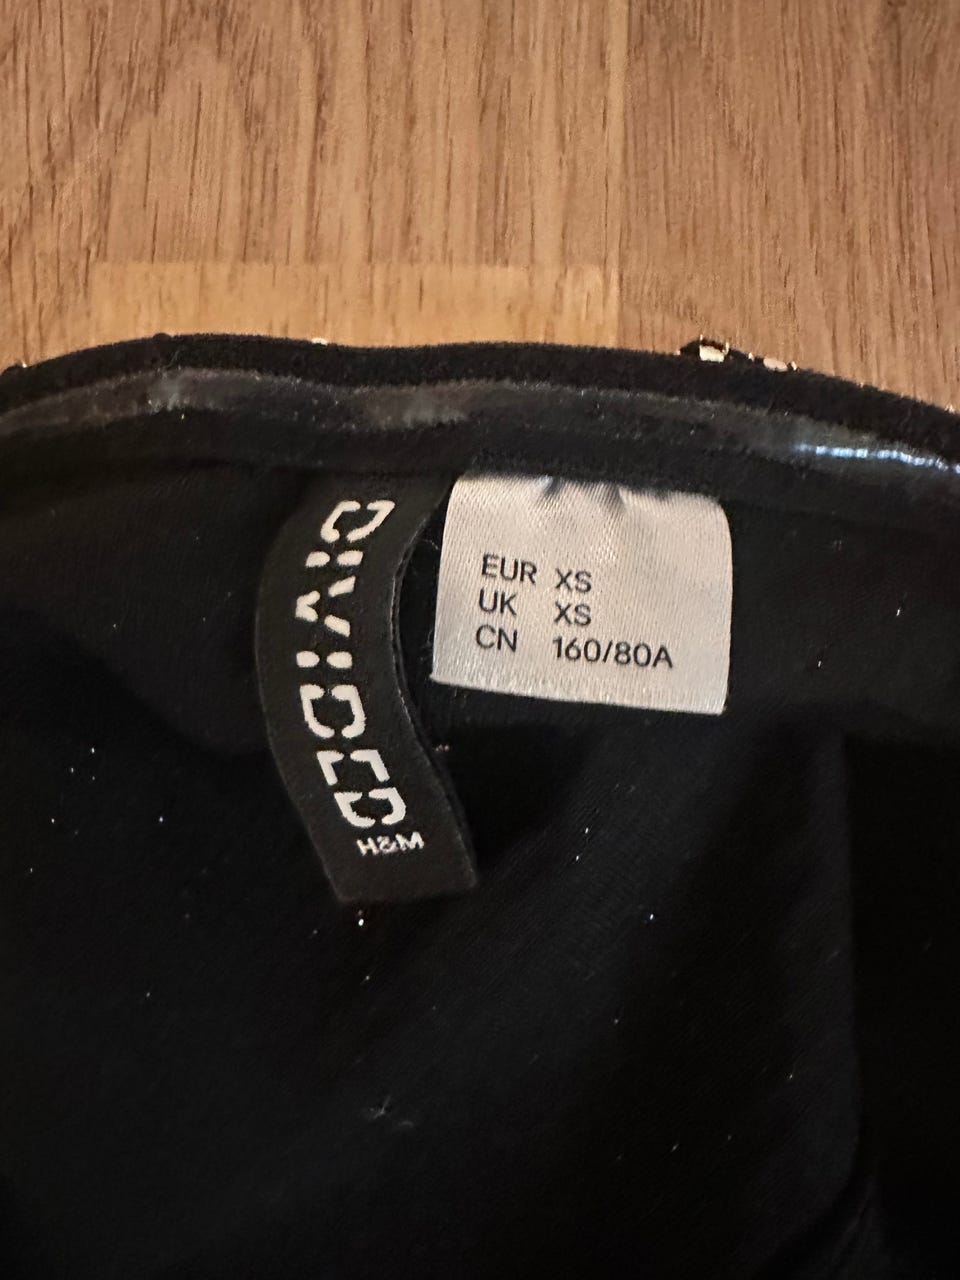 DIVIDED
H&M
EUR XS
UK XS
CN 160/80A